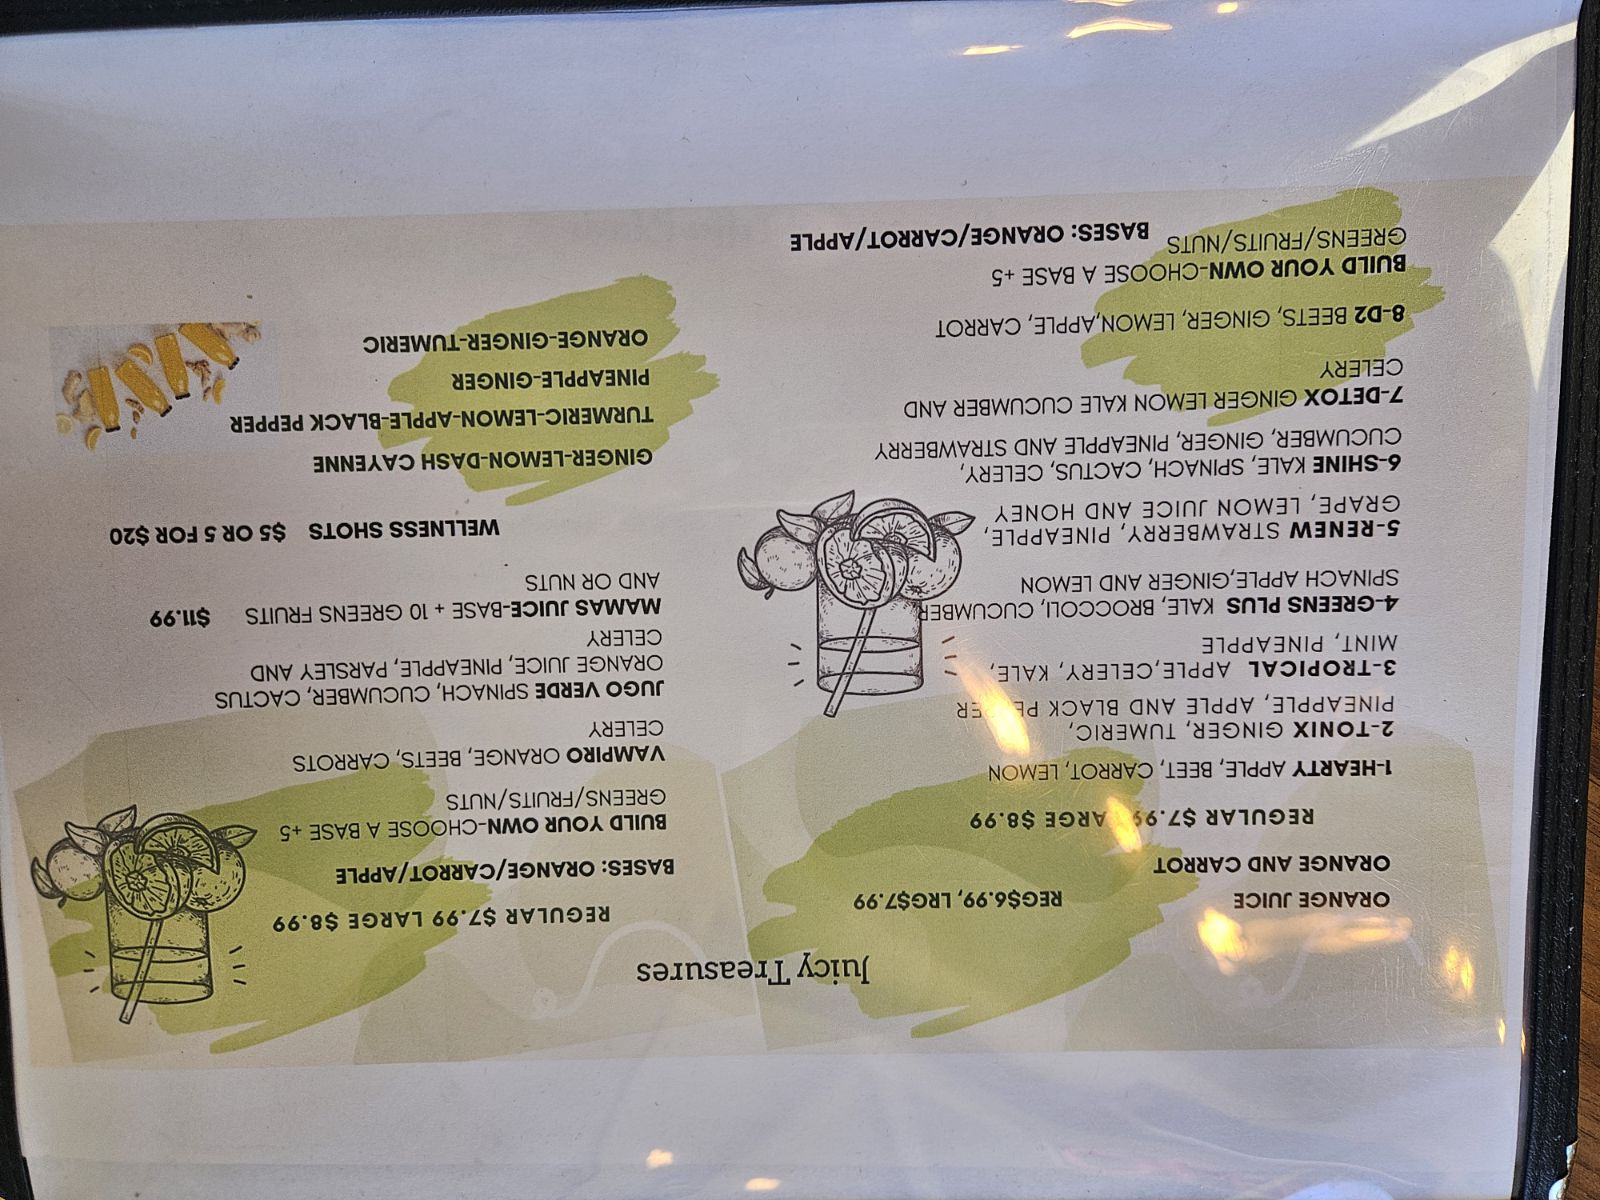 Juicy Treasures
ORANGE JUICE REG$6.99, LRG$7.99
ORANGE AND CARROT
REGULAR $7.99 LARGE $8.99
1-HEARTY APPLE, BEET, CARROT, LEMON
2-TONIX GINGER, TUMERIC,
PINEAPPLE, APPLE AND BLACK PEPPER
3-TROPICAL APPLE,CELERY, KALE,
MINT, PINEAPPLE
4-GREENS PLUS KALE, BROCCOLI, CUCUMBER
SPINACH APPLE,GINGER AND LEMON
5-RENEW STRAWBERRY, PINEAPPLE,
GRAPE, LEMON JUICE AND HONEY
6-SHINE KALE, SPINACH, CACTUS, CELERY,
CUCUMBER, GINGER, PINEAPPLE AND STRAWBERRY
7-DETOX GINGER LEMON KALE CUCUMBER AND
CELERY
8-D2 BEETS, GINGER, LEMON,APPLE, CARROT
BUILD YOUR OWN-CHOOSE A BASE +5
GREENS/FRUITS/NUTS BASES: ORANGE/CARROT/APPLE
REGULAR $7.99 LARGE $8.99
BASES: ORANGE/CARROT/APPLE
BUILD YOUR OWN-CHOOSE A BASE +5
GREENS/FRUITS/NUTS
VAMPIRO ORANGE, BEETS, CARROTS
CELERY
JUGO VERDE SPINACH, CUCUMBER, CACTUS
ORANGE JUICE, PINEAPPLE, PARSLEY AND
CELERY
MAMAS JUICE-BASE + 10 GREENS FRUITS $11.99
AND OR NUTS
WELLNESS SHOTS $5 OR 5 FOR $20
GINGER-LEMON-DASH CAYENNE
TURMERIC-LEMON-APPLE-BLACK PEPPER
PINEAPPLE-GINGER
ORANGE-GINGER-TUMERIC